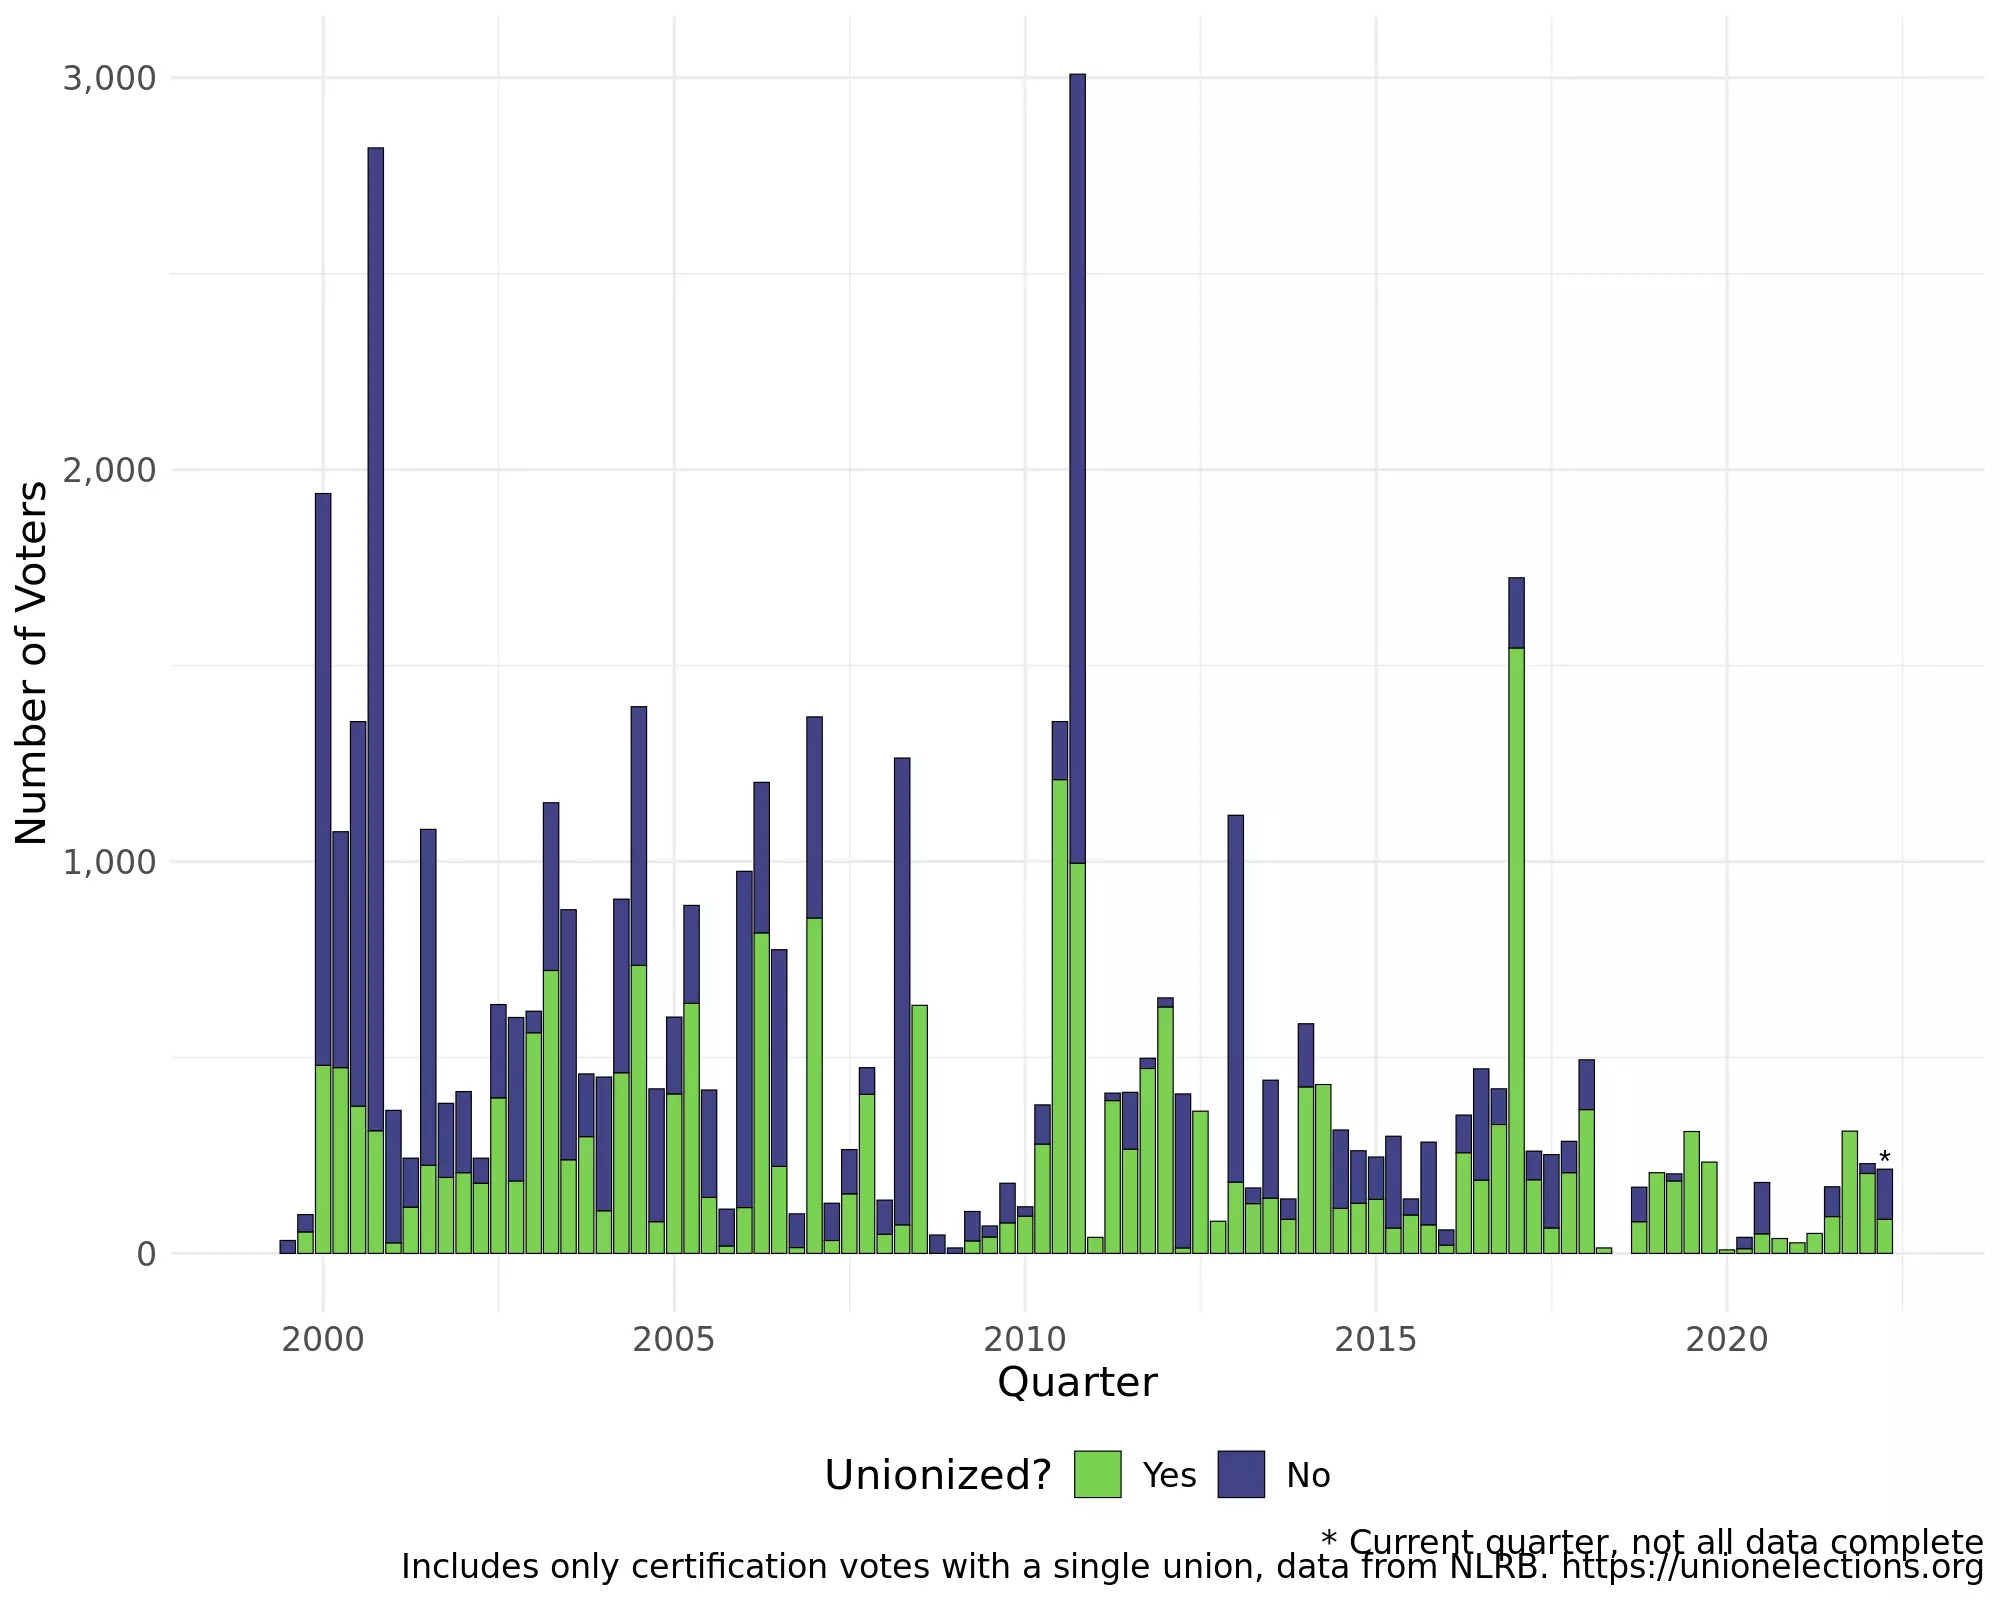 3,000
2,000
1,000
0
Number of Voters
*
2000 2005 2010 2015 2020
Quarter
Unionized? Yes No
* Current quarter, not all data complete
Includes only certification votes with a single union, data from NLRB. https://unionelections.org